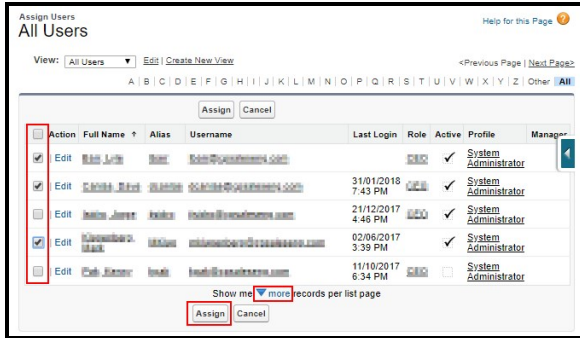 Assign Users
All Users
Help for this Page
View: All Users Edit | Create New View
<Previous Page | Next Page>
A | B | C | D | E | F | G | H | I | J | K | L | M | N | O | P | Q | R | S | T | U | V | W | X | Y | Z | Other All
Assign Cancel
Action Full Name ↑ Alias Username Last Login Role Active Profile Manager
Edit System Administrator
Edit 31/01/2018 7:43 PM System Administrator
Edit 21/12/2017 4:46 PM System Administrator
Edit 02/06/2017 3:39 PM System Administrator
Edit 11/10/2017 6:34 PM System Administrator
Show me more records per list page
Assign Cancel